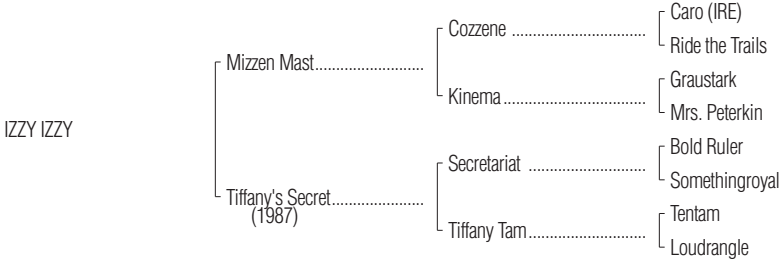 Caro (IRE)
Cozzene ................................
Ride the Trails
Mizzen Mast..........................
Graustark
Kinema..................................
Mrs. Peterkin
IZZY IZZY
Bold Ruler
Secretariat ............................
Somethingroyal
Tiffany's Secret......................
(1987)
Tentam
Tiffany Tam............................
Loudrangle